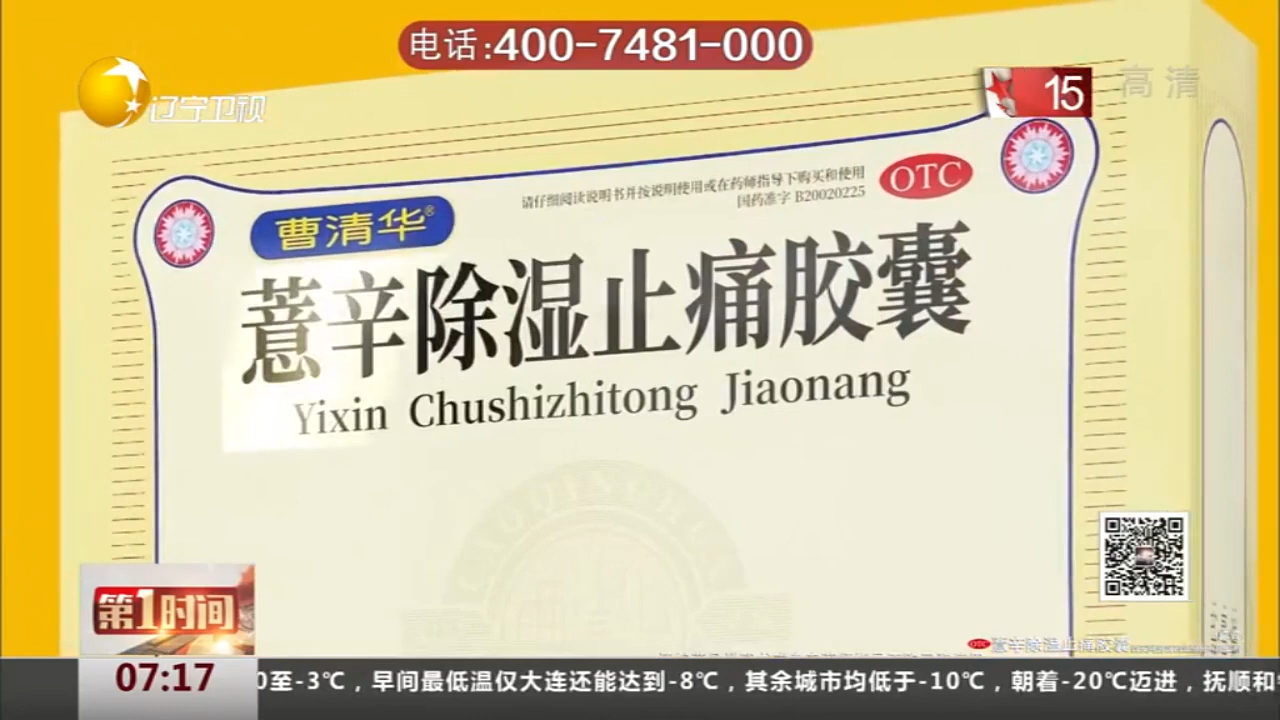 电话:400-7481-000
辽宁卫视
15
高清
请仔细阅读说明书并按说明使用或在药师指导下购买和使用
国药准字 B20020225
OTC
曹清华®
薏辛除湿止痛胶囊
Yixin Chushizhitong Jiaonang
第1时间
薏辛除湿止痛胶囊
07:17
0至-3℃，早间最低温仅大连还能达到-8℃，其余城市均低于-10℃，朝着-20℃迈进，抚顺和